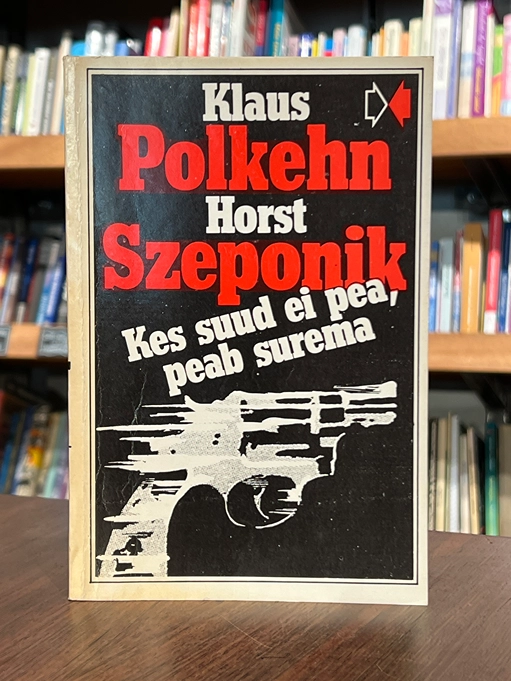 Klaus
Polkehn
Horst
Szeponik
Kes suud ei pea,
peab surema